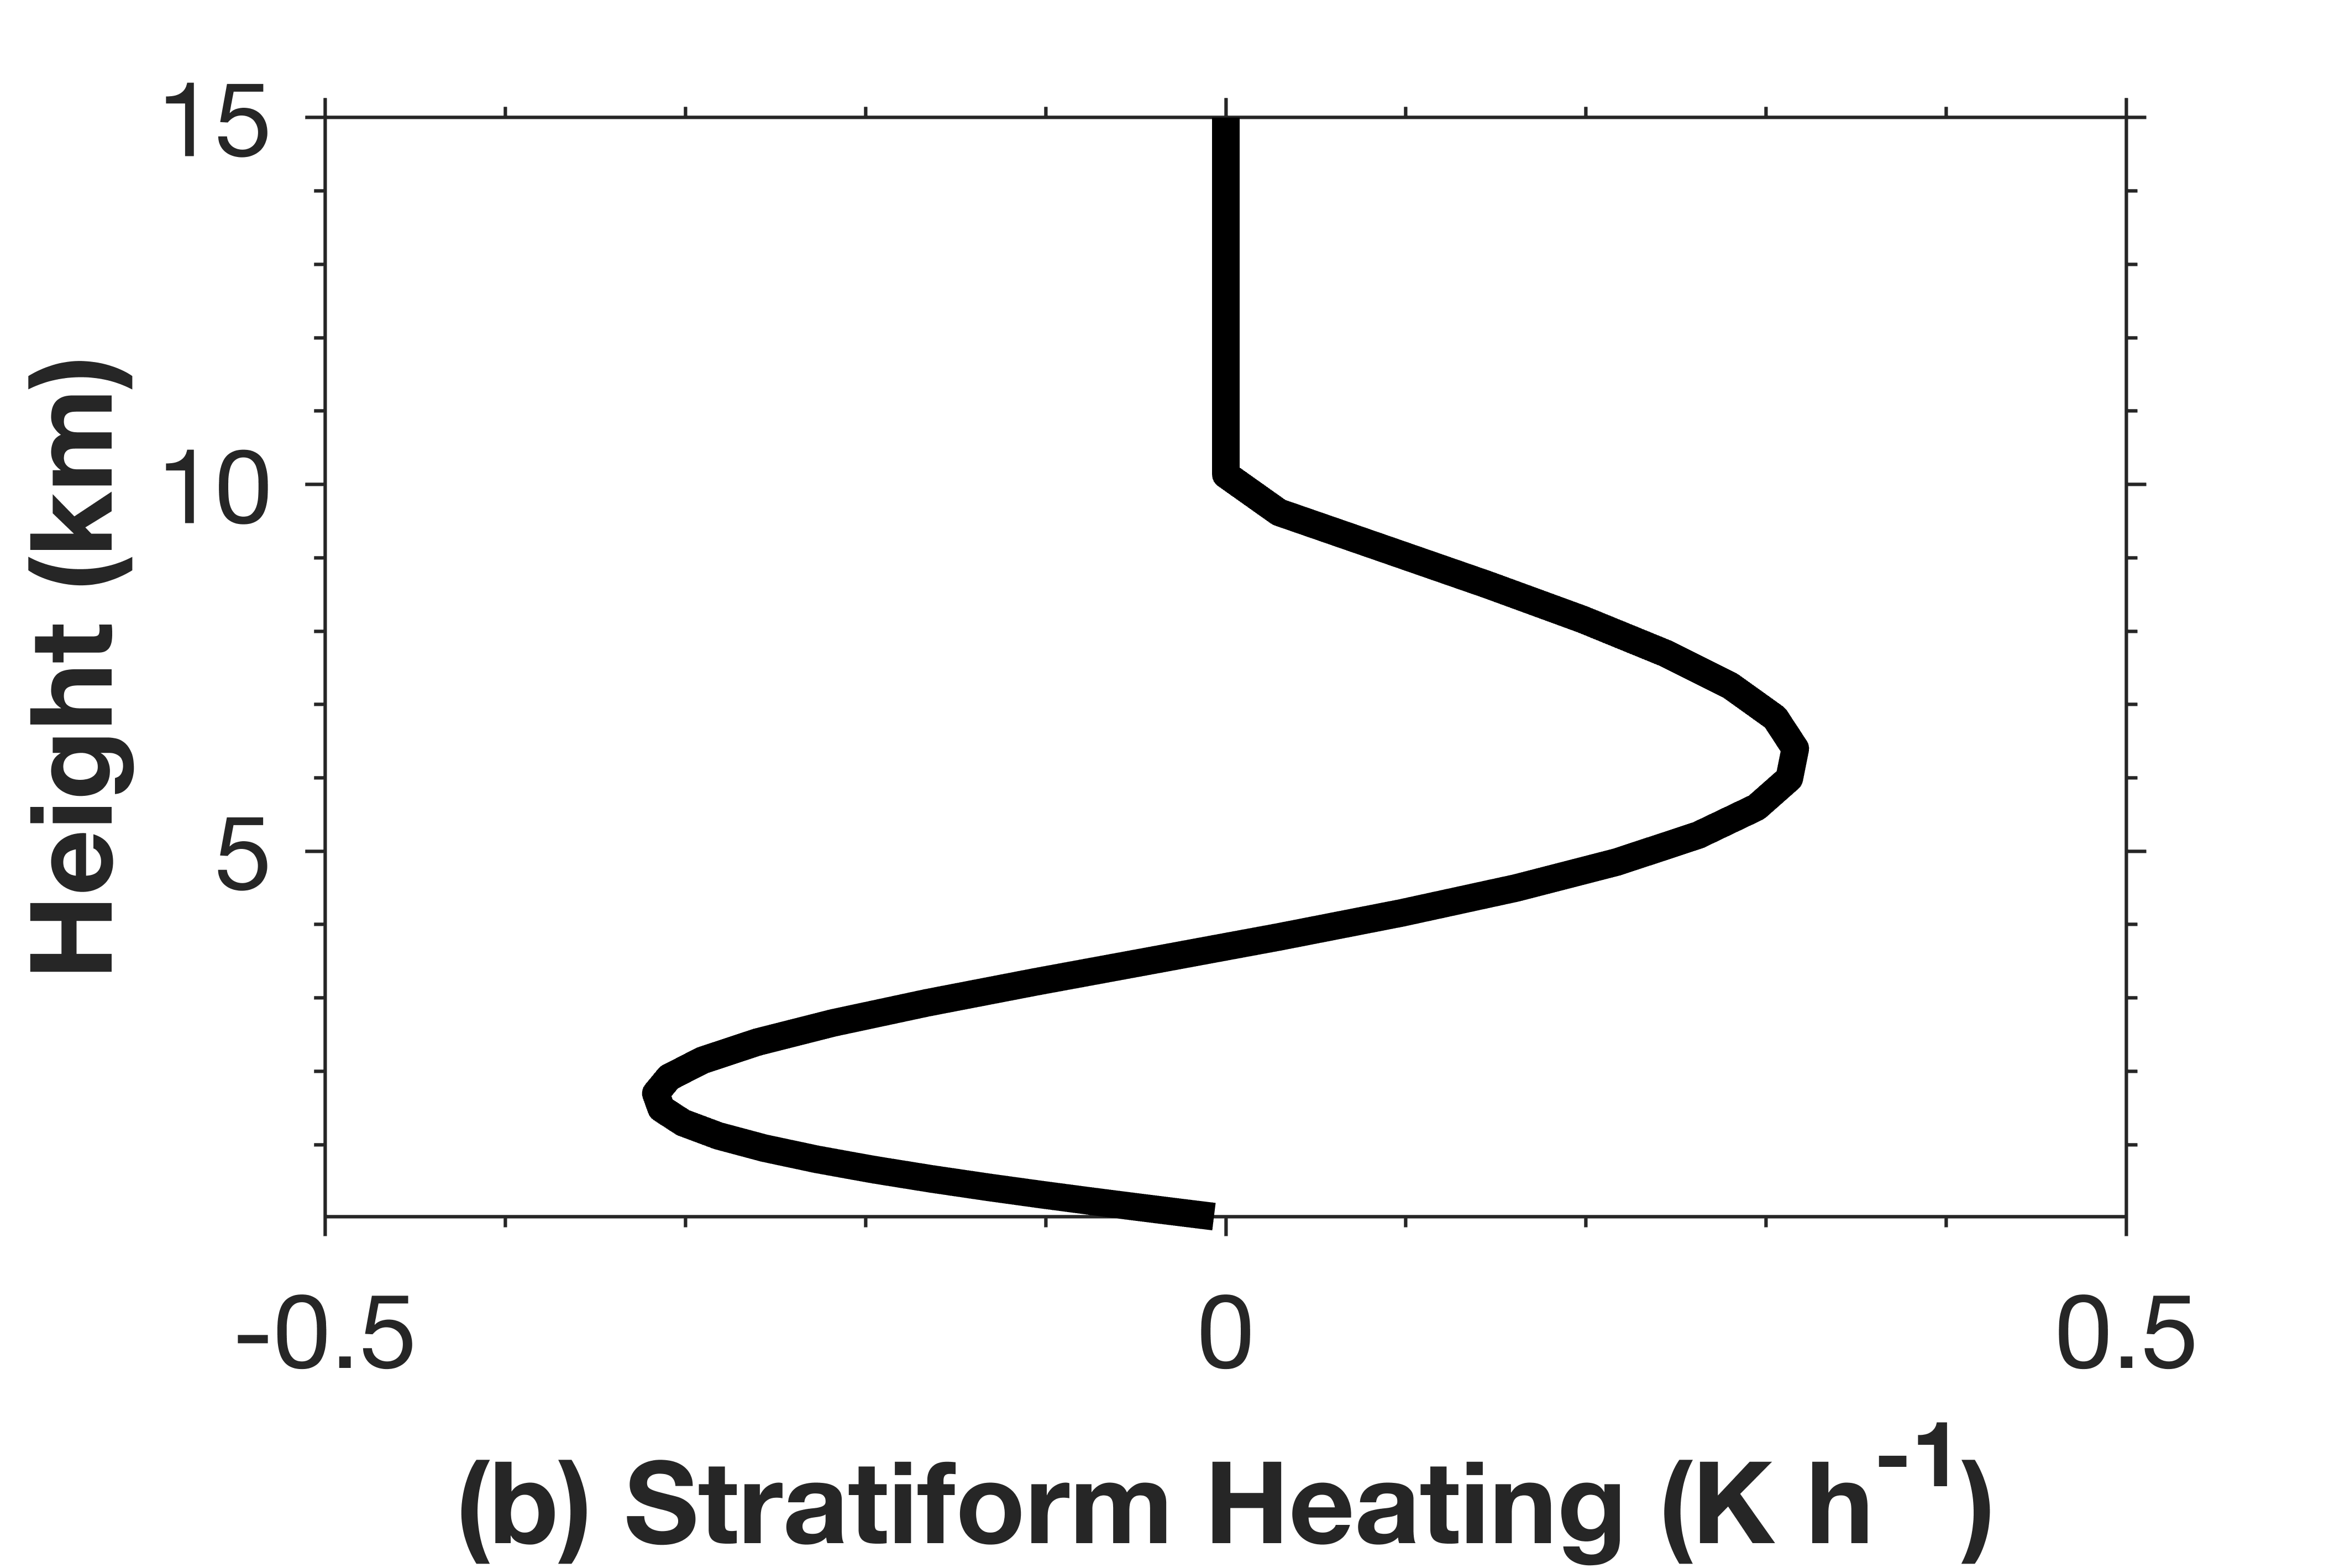 15
10
5
Height (km)
-0.5 0 0.5
(b) Stratiform Heating (K h⁻¹)